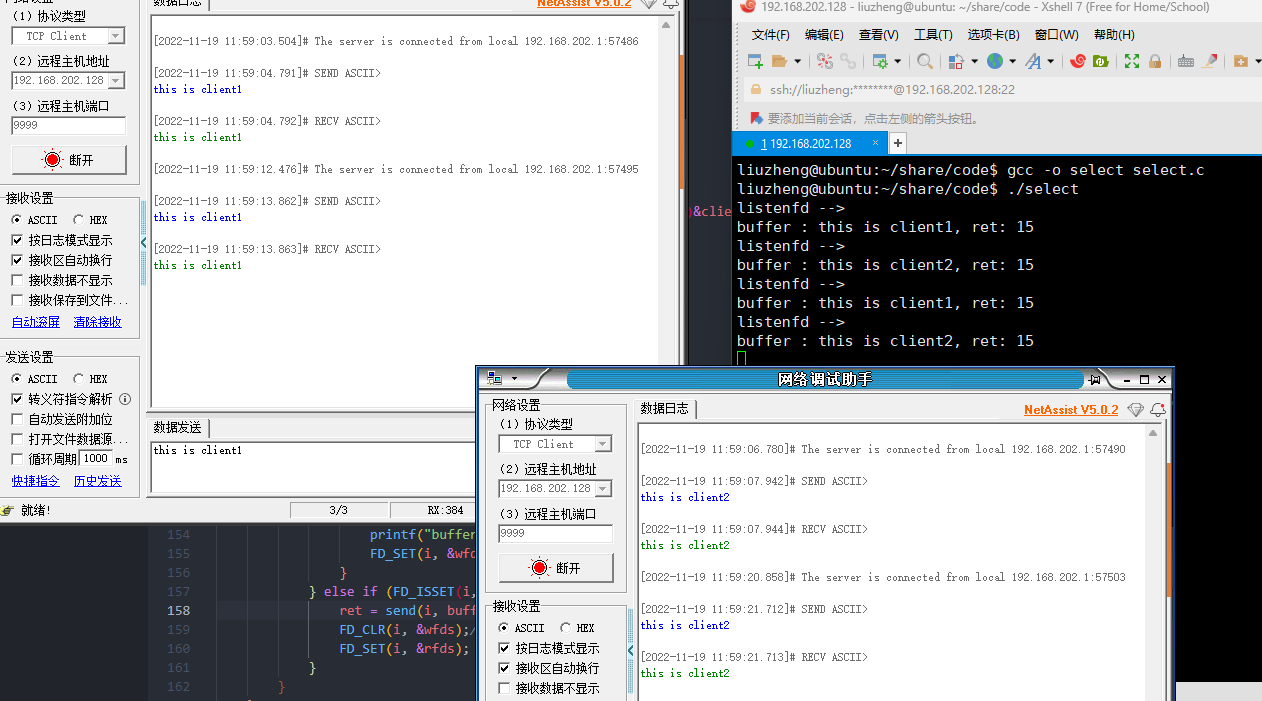 数据日志
NetAssist V5.0.2
(1) 协议类型
TCP Client
(2) 远程主机地址
192.168.202.128
(3) 远程主机端口
9999
断开
接收设置
ASCII HEX
按日志模式显示
接收区自动换行
接收数据不显示
接收保存到文件...
自动滚屏 清除接收
发送设置
ASCII HEX
转义符指令解析
自动发送附加位
打开文件数据源...
循环周期 1000 ms
快捷指令 历史发送
就绪!
[2022-11-19 11:59:03.504]# The server is connected from local 192.168.202.1:57486
[2022-11-19 11:59:04.791]# SEND ASCII>
this is client1
[2022-11-19 11:59:04.792]# RECV ASCII>
this is client1
[2022-11-19 11:59:12.476]# The server is connected from local 192.168.202.1:57495
[2022-11-19 11:59:13.862]# SEND ASCII>
this is client1
[2022-11-19 11:59:13.863]# RECV ASCII>
this is client1
数据发送
this is client1
3/3
RX:384
)&clie
192.168.202.128 - liuzheng@ubuntu: ~/share/code - Xshell 7 (Free for Home/School)
文件(F) 编辑(E) 查看(V) 工具(T) 选项卡(B) 窗口(W) 帮助(H)
ssh://liuzheng:********@192.168.202.128:22
要添加当前会话，点击左侧的箭头按钮。
1 192.168.202.128 × +
liuzheng@ubuntu:~/share/code$ gcc -o select select.c
liuzheng@ubuntu:~/share/code$ ./select
listenfd -->
buffer : this is client1, ret: 15
listenfd -->
buffer : this is client2, ret: 15
listenfd -->
buffer : this is client1, ret: 15
listenfd -->
buffer : this is client2, ret: 15
154 printf("buffer
155 FD_SET(i, &wfd
156 }
157 } else if (FD_ISSET(i,
158 ret = send(i, buff
159 FD_CLR(i, &wfds);/
160 FD_SET(i, &rfds);
161 }
162 }
网络调试助手
网络设置
(1) 协议类型
TCP Client
(2) 远程主机地址
192.168.202.128
(3) 远程主机端口
9999
断开
接收设置
ASCII HEX
按日志模式显示
接收区自动换行
接收数据不显示
数据日志
NetAssist V5.0.2
[2022-11-19 11:59:06.780]# The server is connected from local 192.168.202.1:57490
[2022-11-19 11:59:07.942]# SEND ASCII>
this is client2
[2022-11-19 11:59:07.944]# RECV ASCII>
this is client2
[2022-11-19 11:59:20.858]# The server is connected from local 192.168.202.1:57503
[2022-11-19 11:59:21.712]# SEND ASCII>
this is client2
[2022-11-19 11:59:21.713]# RECV ASCII>
this is client2